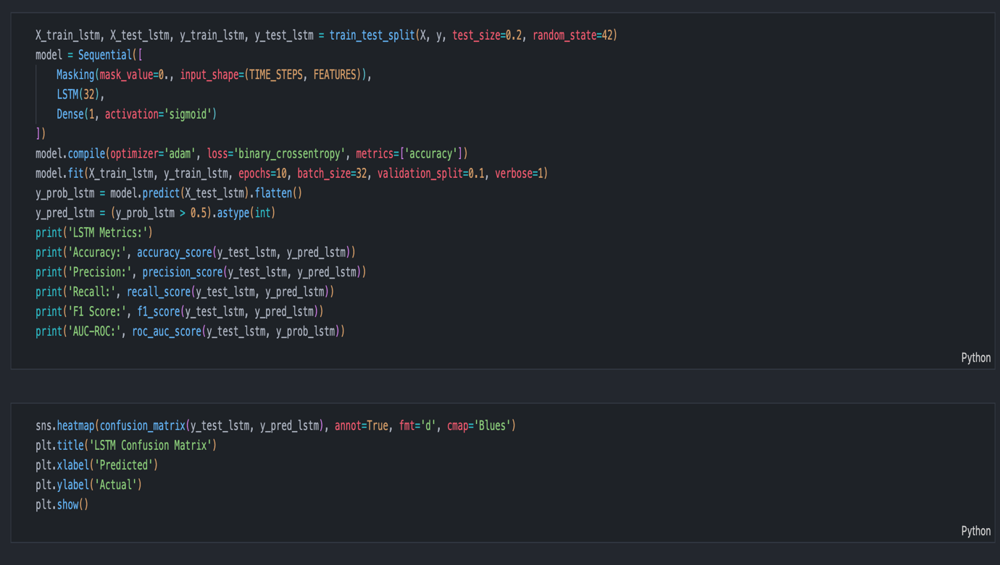 X_train_lstm, X_test_lstm, y_train_lstm, y_test_lstm = train_test_split(X, y, test_size=0.2, random_state=42)
model = Sequential([
    Masking(mask_value=0., input_shape=(TIME_STEPS, FEATURES)),
    LSTM(32),
    Dense(1, activation='sigmoid')
])
model.compile(optimizer='adam', loss='binary_crossentropy', metrics=['accuracy'])
model.fit(X_train_lstm, y_train_lstm, epochs=10, batch_size=32, validation_split=0.1, verbose=1)
y_prob_lstm = model.predict(X_test_lstm).flatten()
y_pred_lstm = (y_prob_lstm > 0.5).astype(int)
print('LSTM Metrics:')
print('Accuracy:', accuracy_score(y_test_lstm, y_pred_lstm))
print('Precision:', precision_score(y_test_lstm, y_pred_lstm))
print('Recall:', recall_score(y_test_lstm, y_pred_lstm))
print('F1 Score:', f1_score(y_test_lstm, y_pred_lstm))
print('AUC-ROC:', roc_auc_score(y_test_lstm, y_prob_lstm))
Python
sns.heatmap(confusion_matrix(y_test_lstm, y_pred_lstm), annot=True, fmt='d', cmap='Blues')
plt.title('LSTM Confusion Matrix')
plt.xlabel('Predicted')
plt.ylabel('Actual')
plt.show()
Python